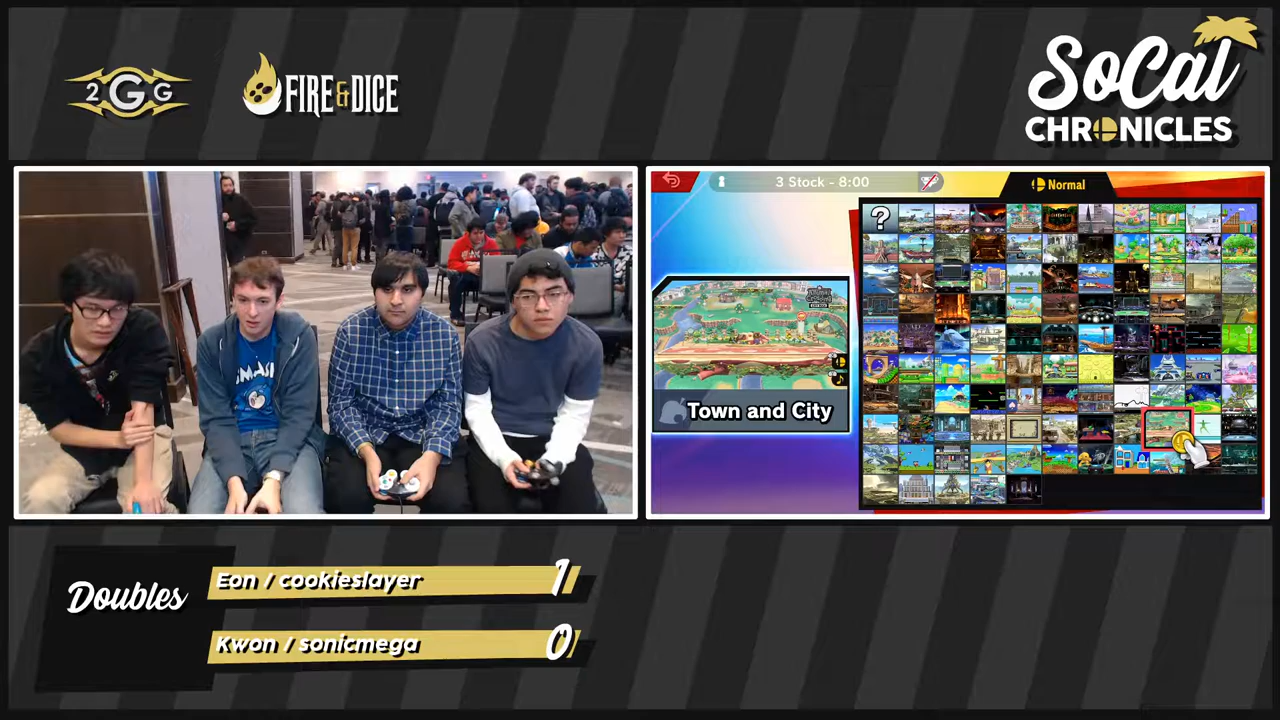 2GG
FIRE&DICE
SoCal
CHRONICLES
3 Stock - 8:00
Normal
?
Town and City
Doubles
Eon / cookieslayer
1
Kwon / sonicmega
0